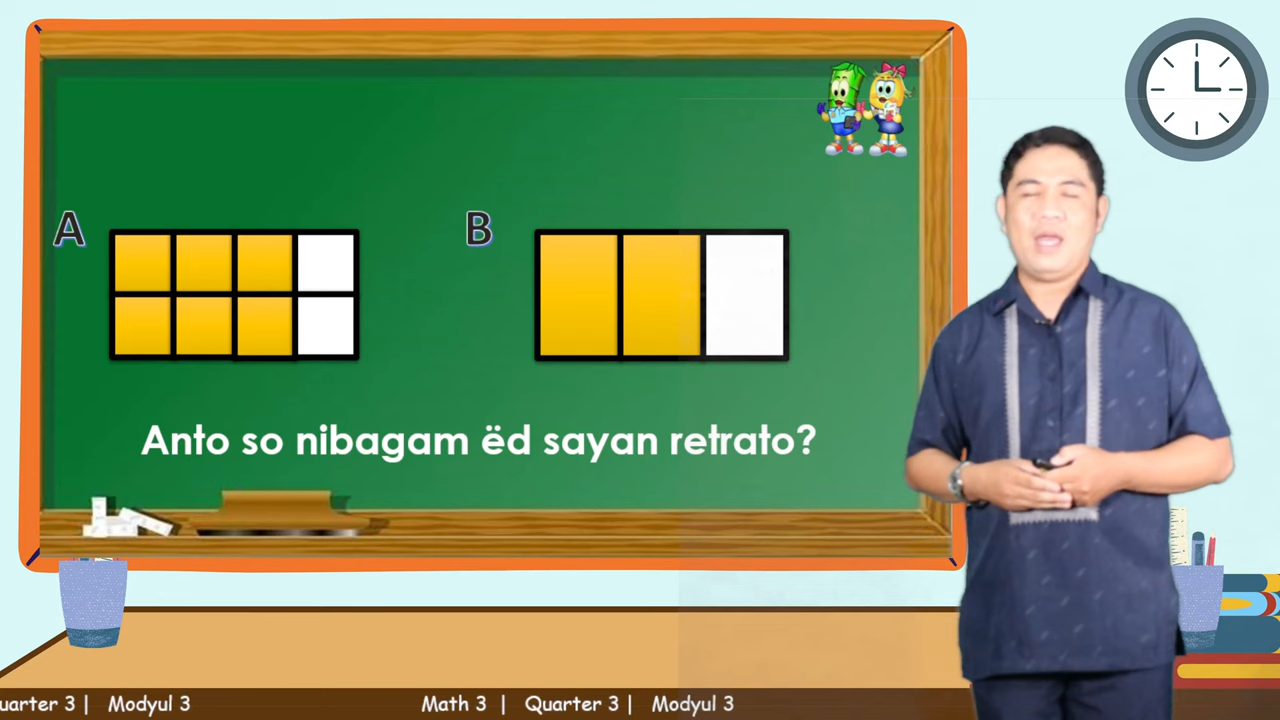 A
B
Anto so nibagam ëd sayan retrato?
uarter 3 | Modyul 3 Math 3 | Quarter 3 | Modyul 3